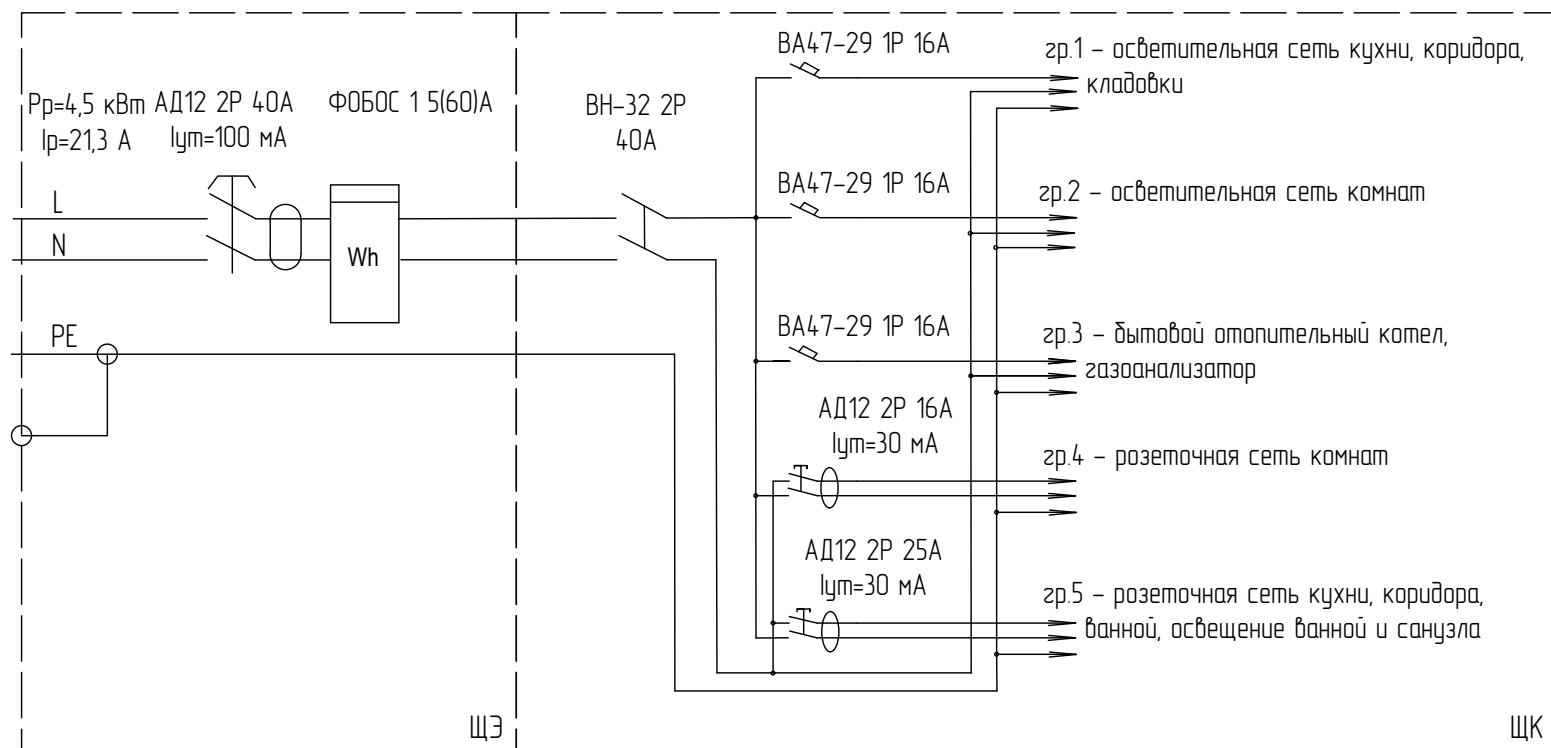 Pр=4,5 кВт
Iр=21,3 А
АД12 2Р 40А
Iут=100 мА
ФОБОС 1 5(60)А
L
N
Wh
PE
ЩЭ
ВН-32 2Р
40А
ВА47-29 1Р 16А
гр.1 - осветительная сеть кухни, коридора,
кладовки
ВА47-29 1Р 16А
гр.2 - осветительная сеть комнат
ВА47-29 1Р 16А
гр.3 - бытовой отопительный котел,
газоанализатор
АД12 2Р 16А
Iут=30 мА
гр.4 - розеточная сеть комнат
АД12 2Р 25А
Iут=30 мА
гр.5 - розеточная сеть кухни, коридора,
ванной, освещение ванной и санузла
ЩК